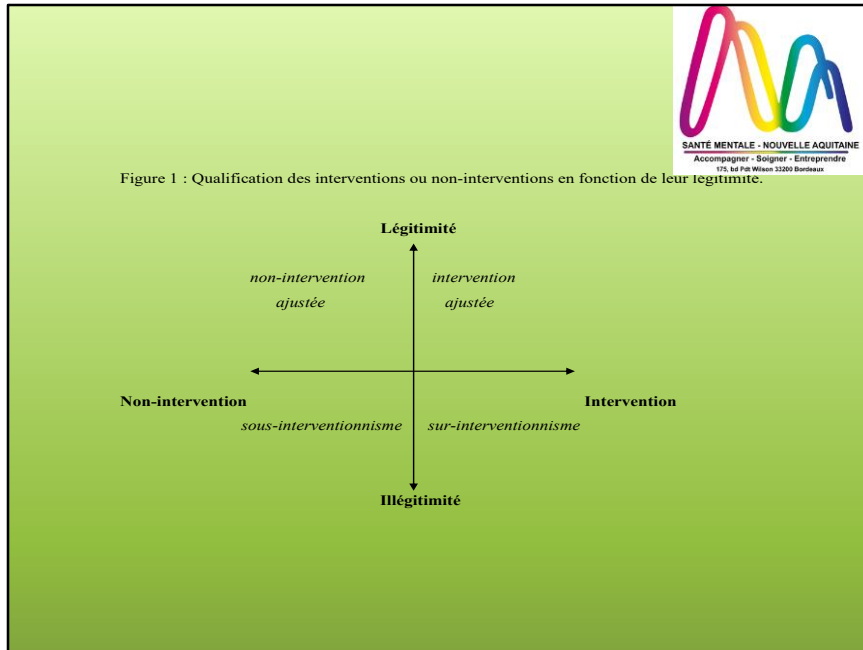 SANTÉ MENTALE - NOUVELLE AQUITAINE
Accompagner - Soigner - Entreprendre
175, bd Pdt Wilson 33200 Bordeaux
Figure 1 : Qualification des interventions ou non-interventions en fonction de leur légitimité.
Légitimité
non-intervention ajustée
intervention ajustée
Non-intervention
Intervention
sous-interventionnisme
sur-interventionnisme
Illégitimité